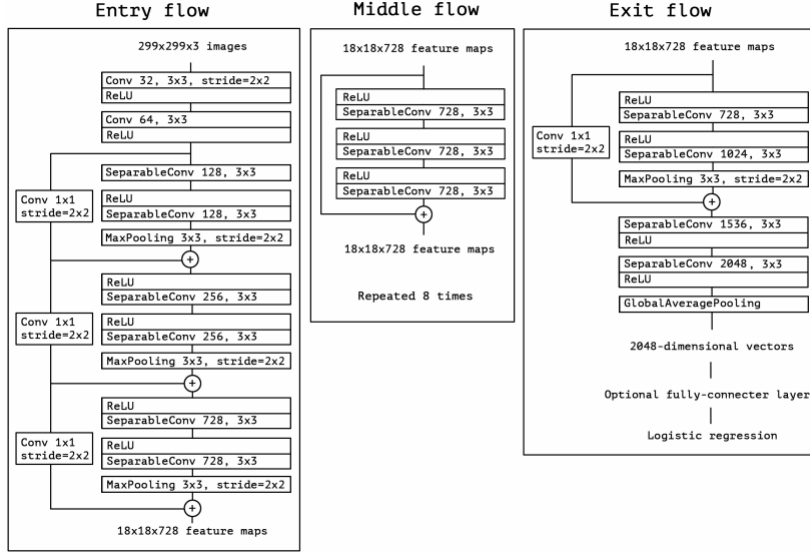 Entry flow
299x299x3 images
Conv 32, 3x3, stride=2x2
ReLU
Conv 64, 3x3
ReLU
SeparableConv 128, 3x3
Conv 1x1
stride=2x2
ReLU
SeparableConv 128, 3x3
MaxPooling 3x3, stride=2x2
+
ReLU
SeparableConv 256, 3x3
Conv 1x1
stride=2x2
ReLU
SeparableConv 256, 3x3
MaxPooling 3x3, stride=2x2
+
ReLU
SeparableConv 728, 3x3
Conv 1x1
stride=2x2
ReLU
SeparableConv 728, 3x3
MaxPooling 3x3, stride=2x2
+
18x18x728 feature maps
Middle flow
18x18x728 feature maps
ReLU
SeparableConv 728, 3x3
ReLU
SeparableConv 728, 3x3
ReLU
SeparableConv 728, 3x3
+
18x18x728 feature maps
Repeated 8 times
Exit flow
18x18x728 feature maps
ReLU
SeparableConv 728, 3x3
Conv 1x1
stride=2x2
ReLU
SeparableConv 1024, 3x3
MaxPooling 3x3, stride=2x2
+
SeparableConv 1536, 3x3
ReLU
SeparableConv 2048, 3x3
ReLU
GlobalAveragePooling
2048-dimensional vectors
Optional fully-connecter layer
Logistic regression